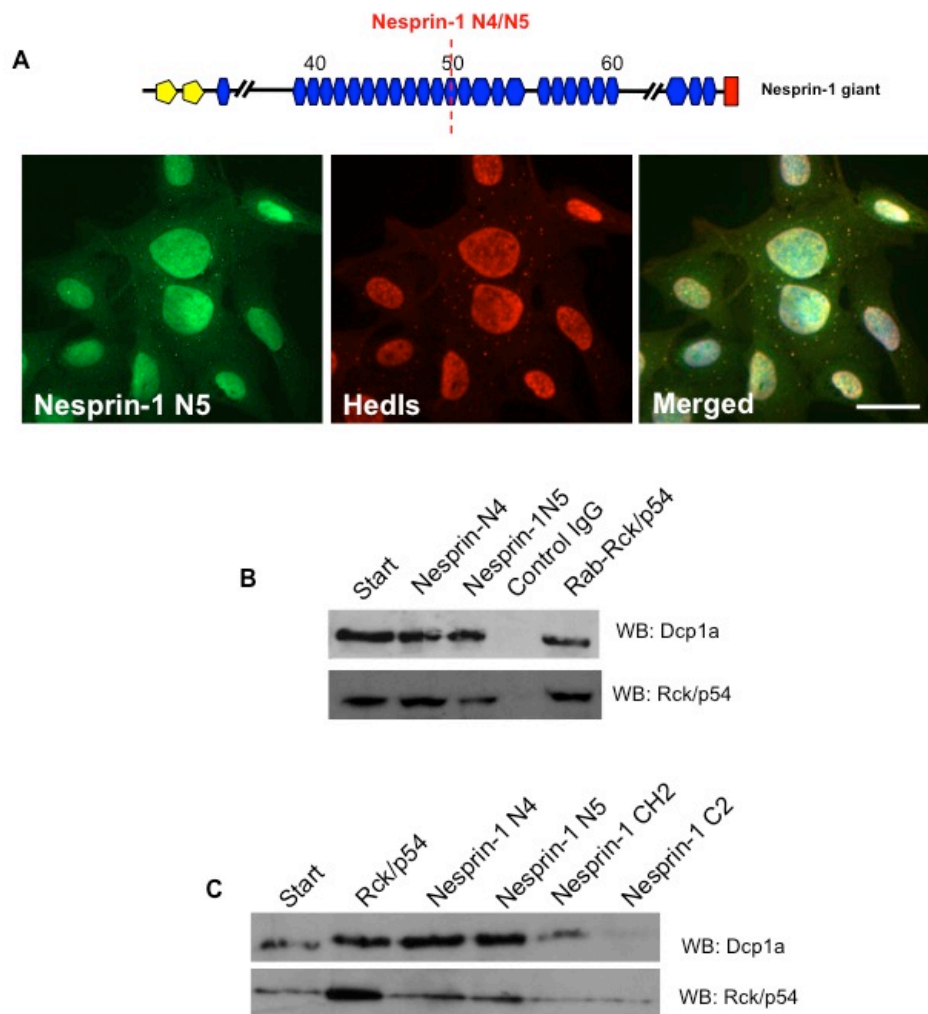 Nesprin-1 N4/N5
A
40 50 60
Nesprin-1 giant
Nesprin-1 N5
Hedls
Merged
B
Start
Nesprin-N4
Nesprin-1N5
Control IgG
Rab-Rck/p54
WB: Dcp1a
WB: Rck/p54
C
Start
Rck/p54
Nesprin-1 N4
Nesprin-1 N5
Nesprin-1 CH2
Nesprin-1 C2
WB: Dcp1a
WB: Rck/p54